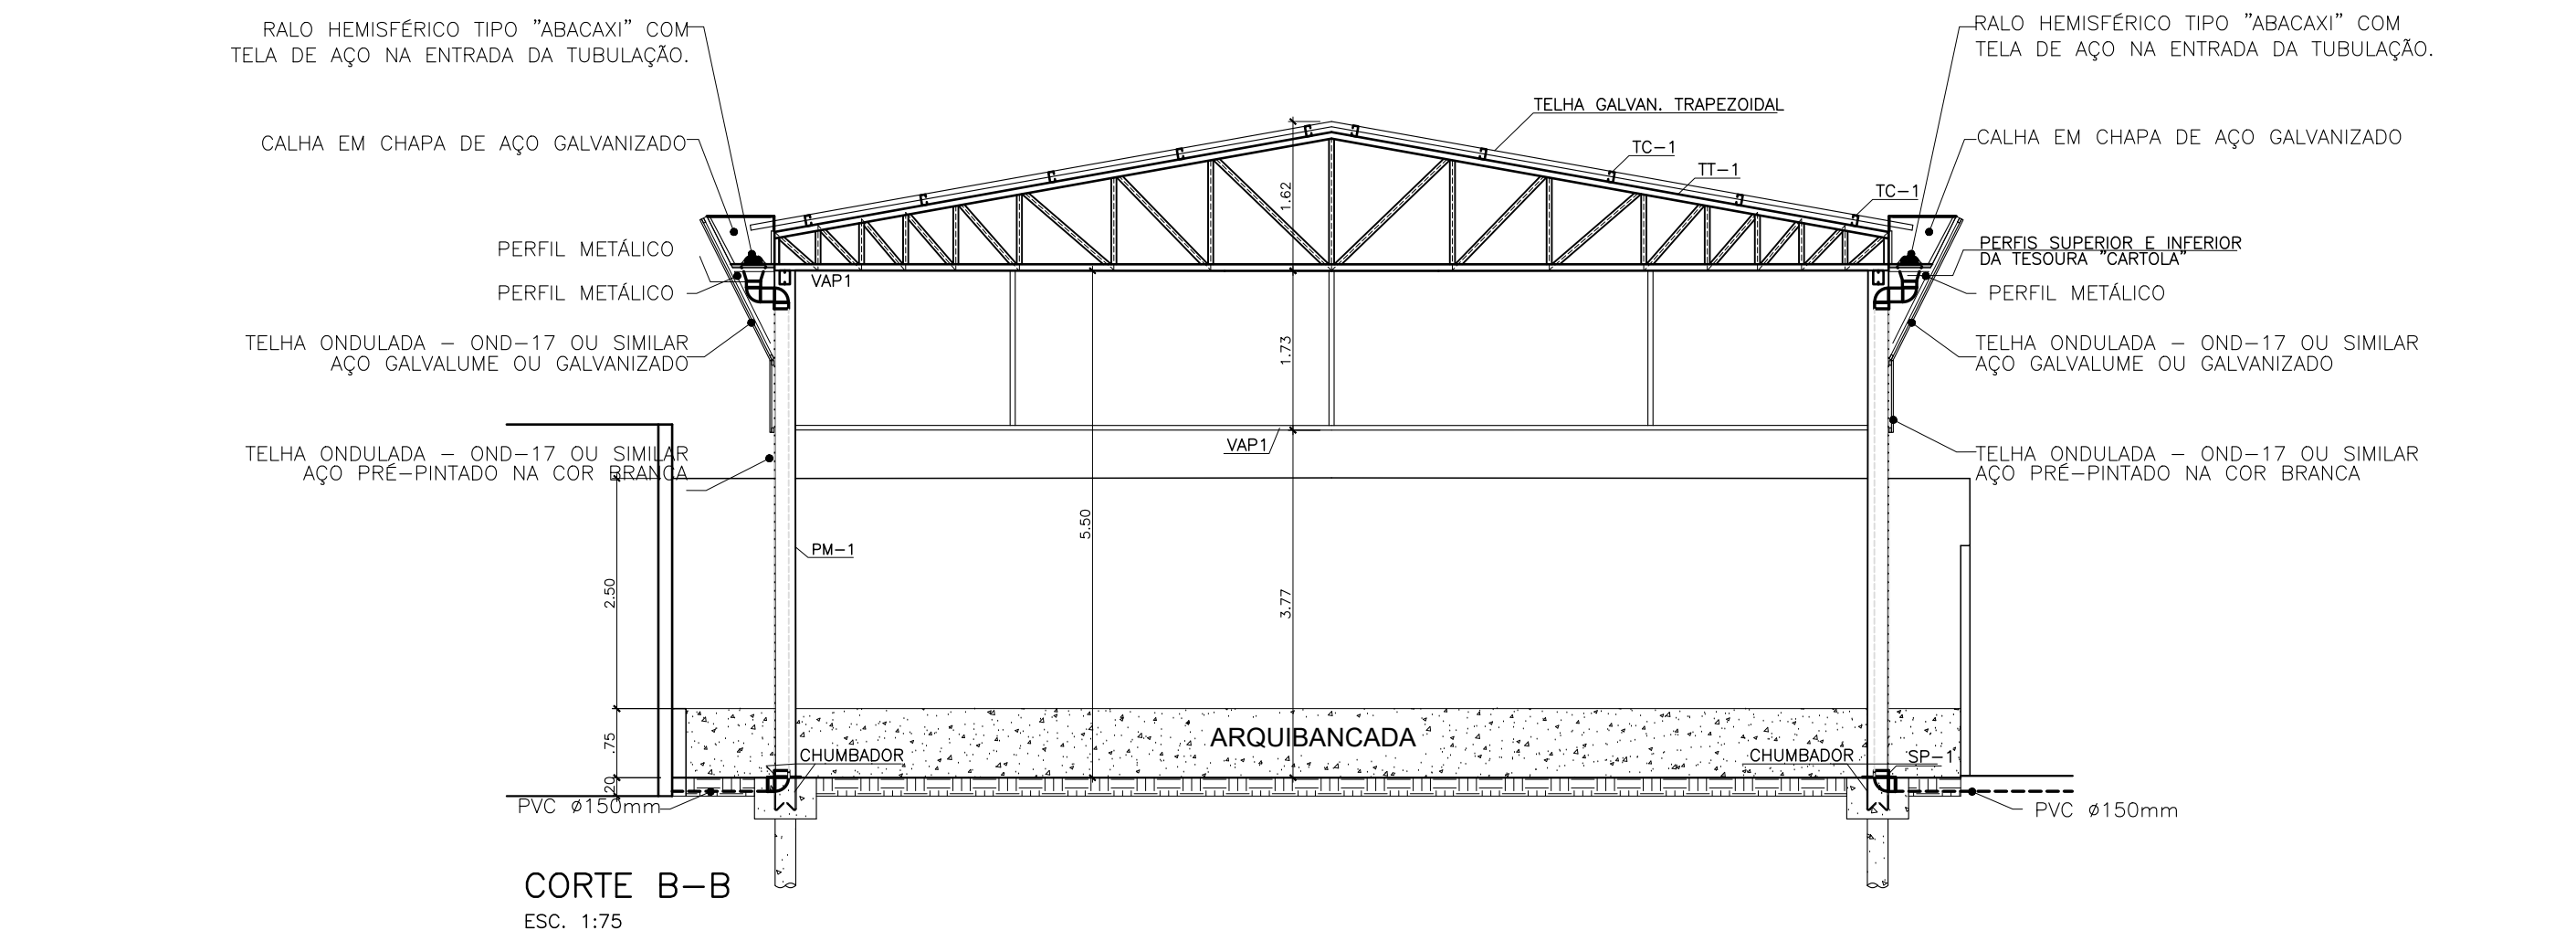 RALO HEMISFÉRICO TIPO "ABACAXI" COM
TELA DE AÇO NA ENTRADA DA TUBULAÇÃO.
RALO HEMISFÉRICO TIPO "ABACAXI" COM
TELA DE AÇO NA ENTRADA DA TUBULAÇÃO.
TELHA GALVAN. TRAPEZOIDAL
CALHA EM CHAPA DE AÇO GALVANIZADO
CALHA EM CHAPA DE AÇO GALVANIZADO
TC-1
TT-1
TC-1
1.62
PERFIL METÁLICO
PERFIS SUPERIOR E INFERIOR
DA TESOURA "CARTOLA"
PERFIL METÁLICO
VAP1
PERFIL METÁLICO
TELHA ONDULADA - OND-17 OU SIMILAR
AÇO GALVALUME OU GALVANIZADO
1.73
TELHA ONDULADA - OND-17 OU SIMILAR
AÇO GALVALUME OU GALVANIZADO
VAP1
TELHA ONDULADA - OND-17 OU SIMILAR
AÇO PRÉ-PINTADO NA COR BRANCA
TELHA ONDULADA - OND-17 OU SIMILAR
AÇO PRÉ-PINTADO NA COR BRANCA
5.50
PM-1
2.50
3.77
ARQUIBANCADA
.75
CHUMBADOR
CHUMBADOR
SP-1
.20
PVC ø150mm
PVC ø150mm
CORTE B-B
ESC. 1:75